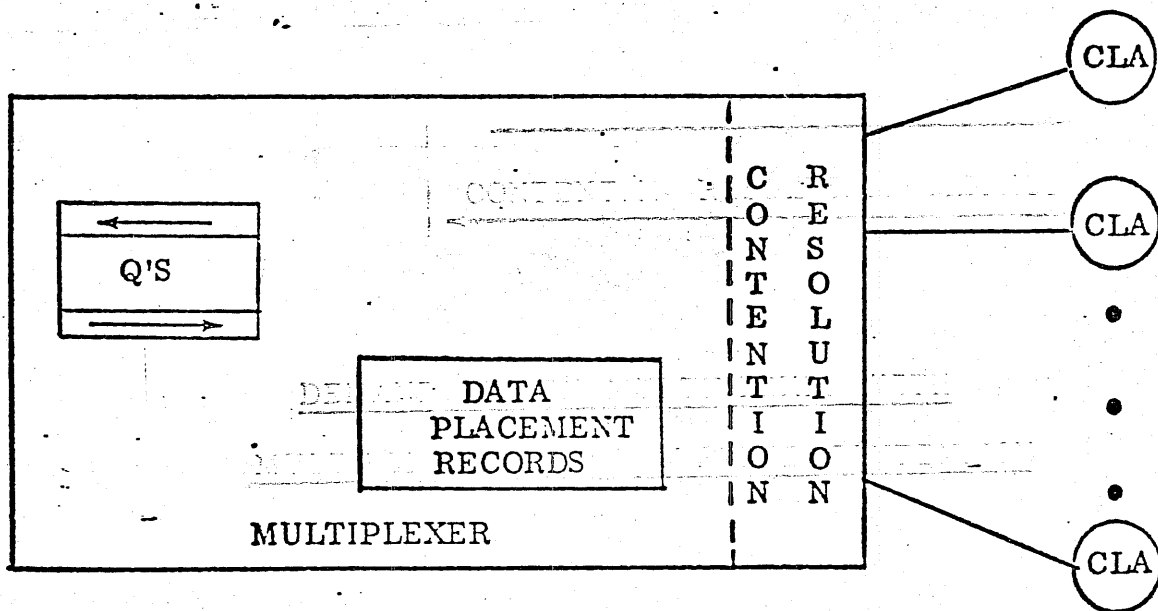 CLA
CLA
CONTENTION
RESOLUTION
Q'S
DATA
PLACEMENT
RECORDS
MULTIPLEXER
CLA